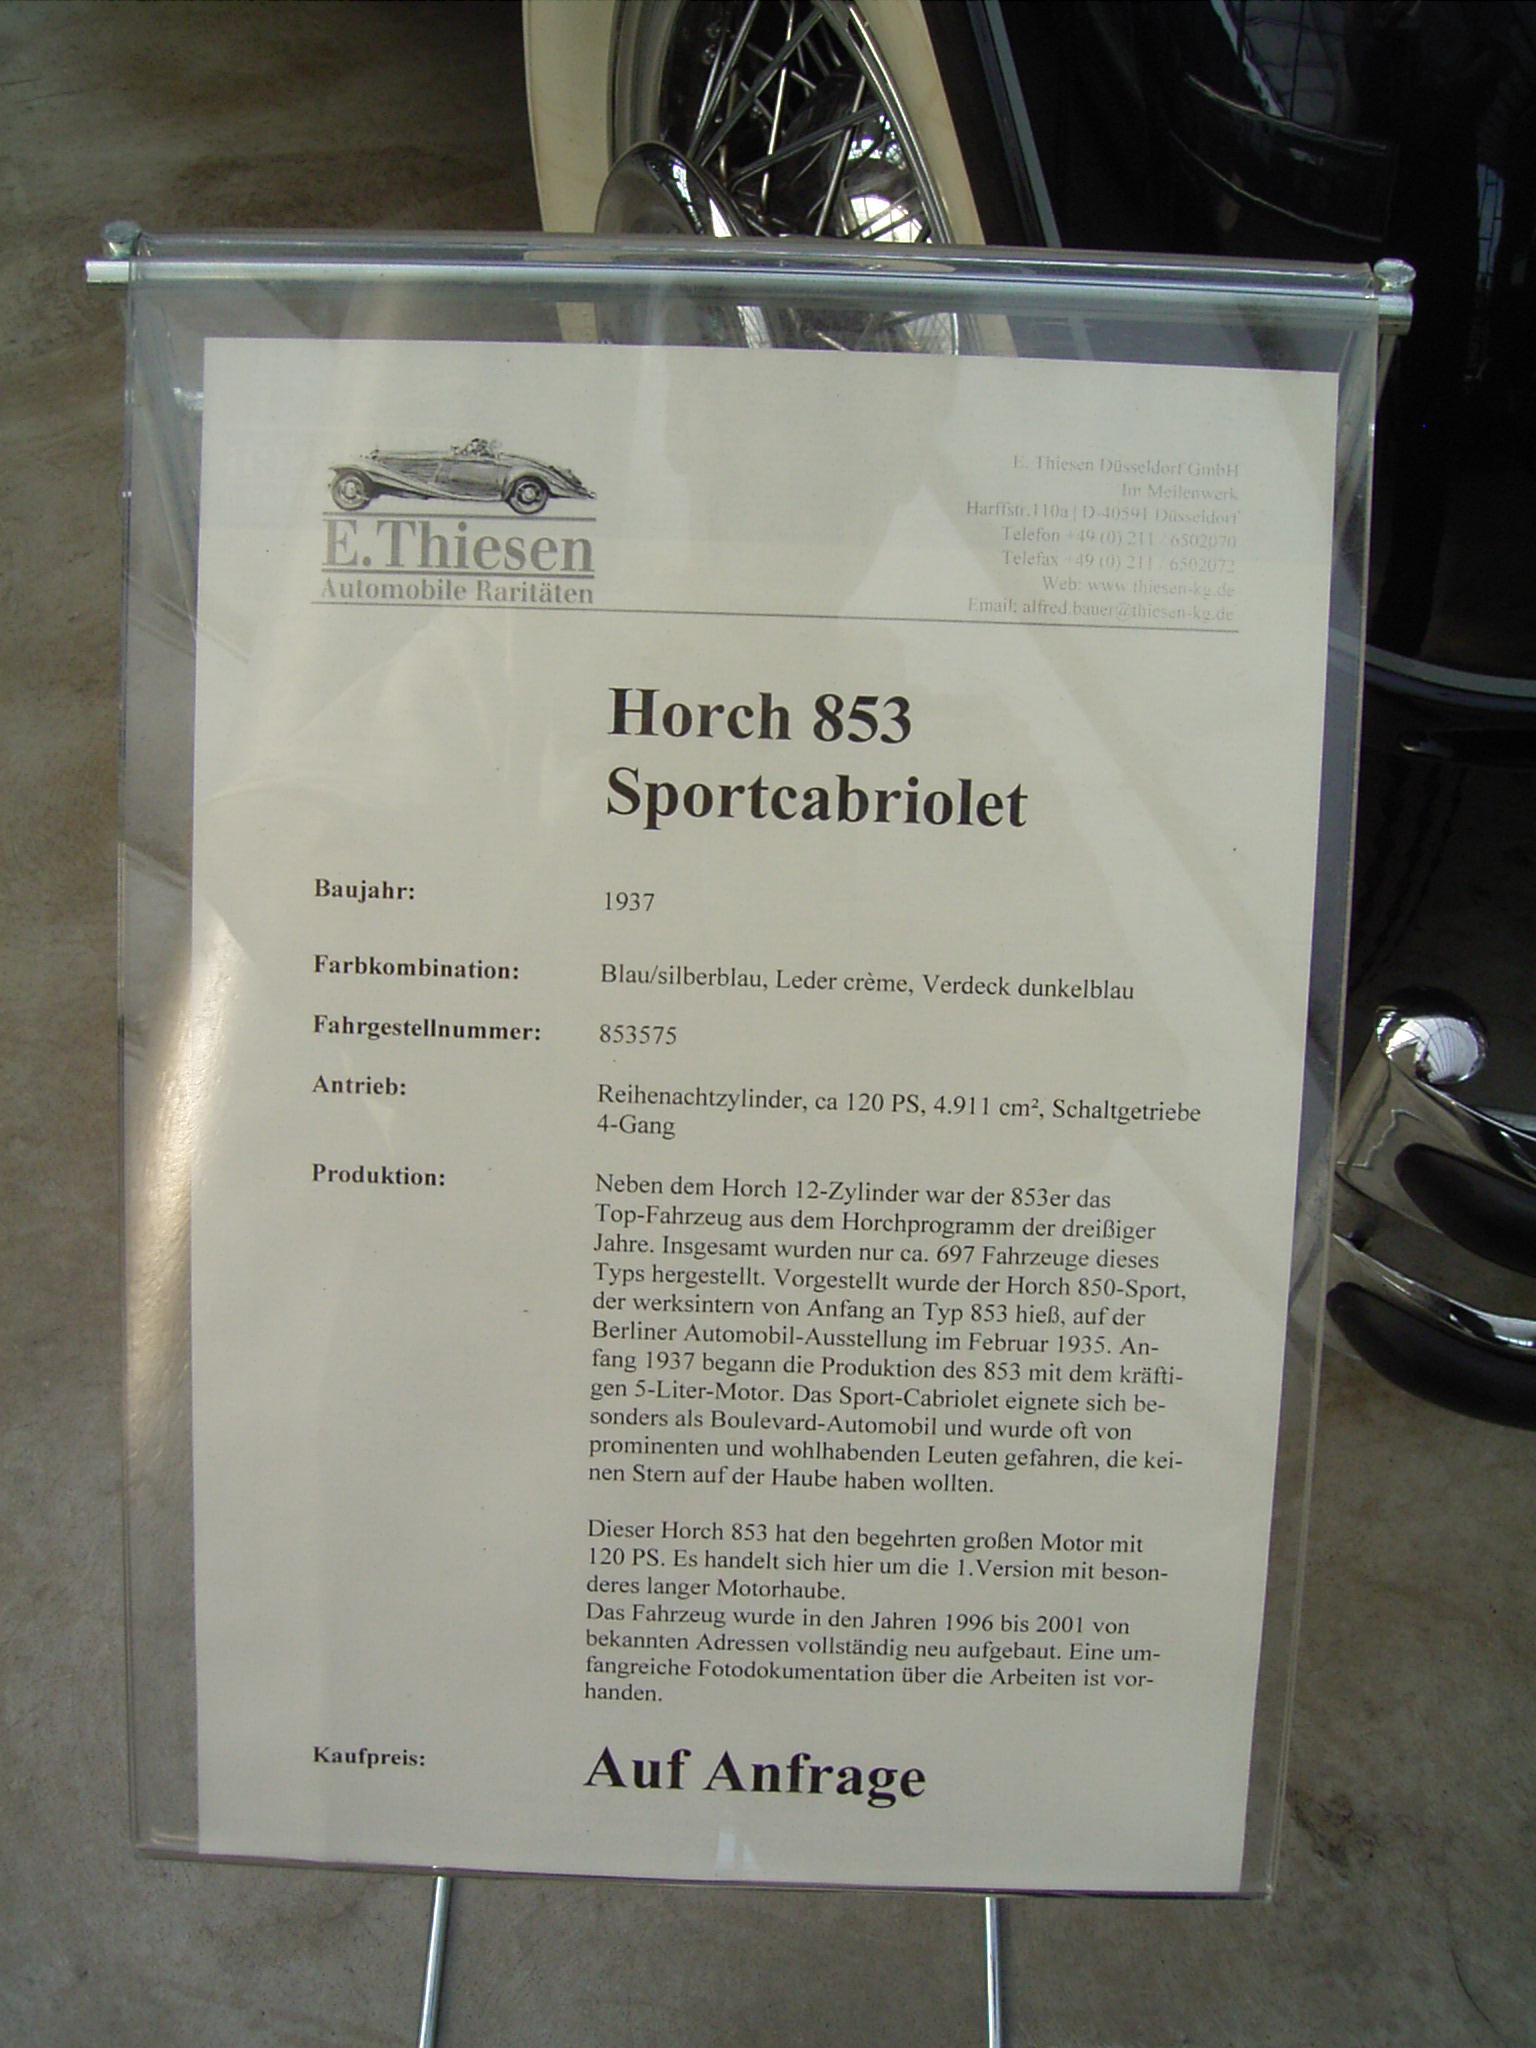 E. Thiesen
Automobile Raritäten
E. Thiesen Düsseldorf GmbH
Im Meilenwerk
Harffstr.110a | D-40591 Düsseldorf
Telefon +49 (0) 211 / 6502070
Telefax +49 (0) 211 / 6502072
Web: www.thiesen-kg.de
Email: alfred.bauer@thiesen-kg.de
Horch 853
Sportcabriolet
Baujahr: 1937
Farbkombination: Blau/silberblau, Leder crème, Verdeck dunkelblau
Fahrgestellnummer: 853575
Antrieb: Reihenachtzylinder, ca 120 PS, 4.911 cm², Schaltgetriebe
4-Gang
Produktion: Neben dem Horch 12-Zylinder war der 853er das
Top-Fahrzeug aus dem Horchprogramm der dreißiger
Jahre. Insgesamt wurden nur ca. 697 Fahrzeuge dieses
Typs hergestellt. Vorgestellt wurde der Horch 850-Sport,
der werksintern von Anfang an Typ 853 hieß, auf der
Berliner Automobil-Ausstellung im Februar 1935. An-
fang 1937 begann die Produktion des 853 mit dem kräfti-
gen 5-Liter-Motor. Das Sport-Cabriolet eignete sich be-
sonders als Boulevard-Automobil und wurde oft von
prominenten und wohlhabenden Leuten gefahren, die kei-
nen Stern auf der Haube haben wollten.
Dieser Horch 853 hat den begehrten großen Motor mit
120 PS. Es handelt sich hier um die 1.Version mit beson-
deres langer Motorhaube.
Das Fahrzeug wurde in den Jahren 1996 bis 2001 von
bekannten Adressen vollständig neu aufgebaut. Eine um-
fangreiche Fotodokumentation über die Arbeiten ist vor-
handen.
Kaufpreis: Auf Anfrage